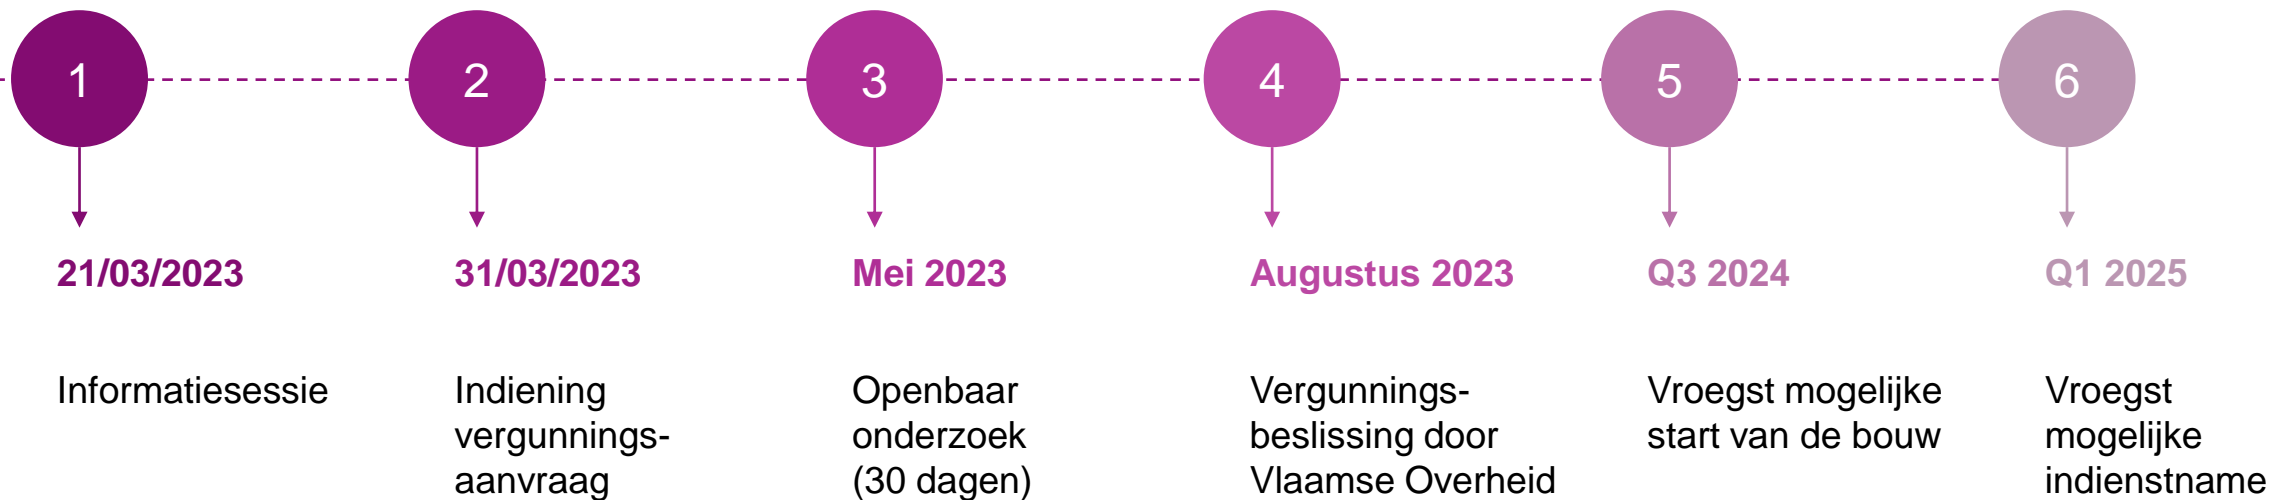 1
2
3
4
5
6
21/03/2023
31/03/2023
Mei 2023
Augustus 2023
Q3 2024
Q1 2025
Informatiesessie
Indiening
vergunnings-
aanvraag
Openbaar
onderzoek
(30 dagen)
Vergunnings-
beslissing door
Vlaamse Overheid
Vroegst mogelijke
start van de bouw
Vroegst
mogelijke
indienstname